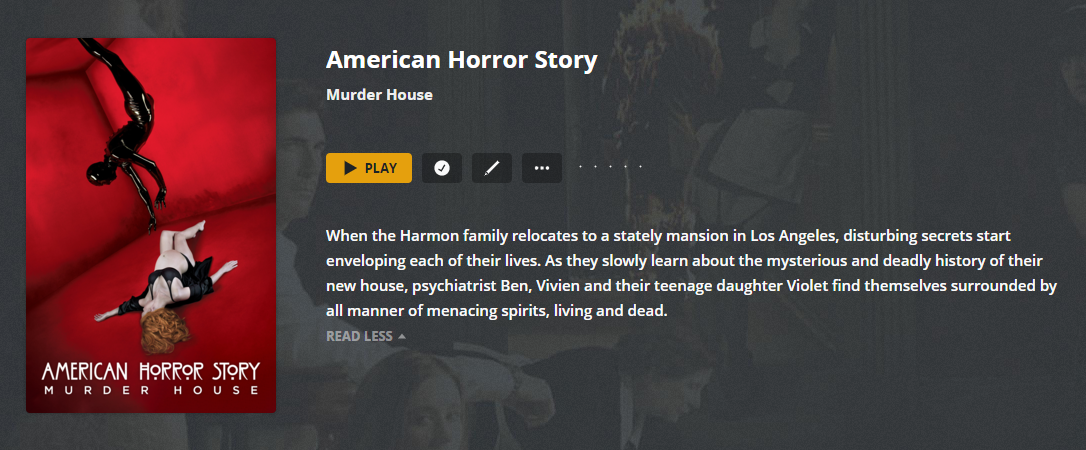 American Horror Story
Murder House
PLAY
When the Harmon family relocates to a stately mansion in Los Angeles, disturbing secrets start
enveloping each of their lives. As they slowly learn about the mysterious and deadly history of their
new house, psychiatrist Ben, Vivien and their teenage daughter Violet find themselves surrounded by
all manner of menacing spirits, living and dead.
READ LESS
AMERICAN HORROR STORY
MURDER HOUSE